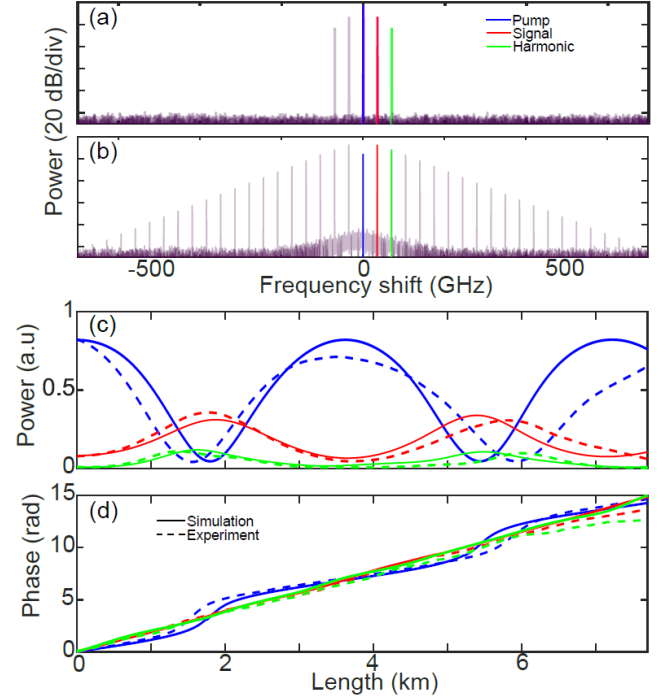 (a)
Pump
Signal
Harmonic
Power (20 dB/div)
(b)
-500
0
500
Frequency shift (GHz)
(c)
1
0.5
0
Power (a.u)
(d)
Simulation
Experiment
15
10
5
0
Phase (rad)
0
2
4
6
Length (km)